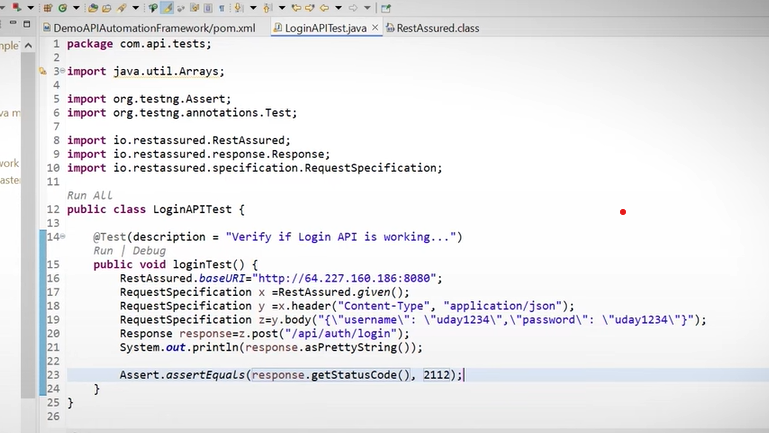 DemoAPIAutomationFramework/pom.xml LoginAPITest.java RestAssured.class
1 package com.api.tests;
2
3 import java.util.Arrays;
4
5 import org.testng.Assert;
6 import org.testng.annotations.Test;
7
8 import io.restassured.RestAssured;
9 import io.restassured.response.Response;
10 import io.restassured.specification.RequestSpecification;
11
Run All
12 public class LoginAPITest {
13
14 @Test(description = "Verify if Login API is working...")
Run | Debug
15 public void loginTest() {
16 RestAssured.baseURI="http://64.227.160.186:8080";
17 RequestSpecification x =RestAssured.given();
18 RequestSpecification y =x.header("Content-Type", "application/json");
19 RequestSpecification z=y.body("{\"username\": \"uday1234\",\"password\": \"uday1234\"}");
20 Response response=z.post("/api/auth/login");
21 System.out.println(response.asPrettyString());
22
23 Assert.assertEquals(response.getStatusCode(), 2112);
24 }
25 }
26